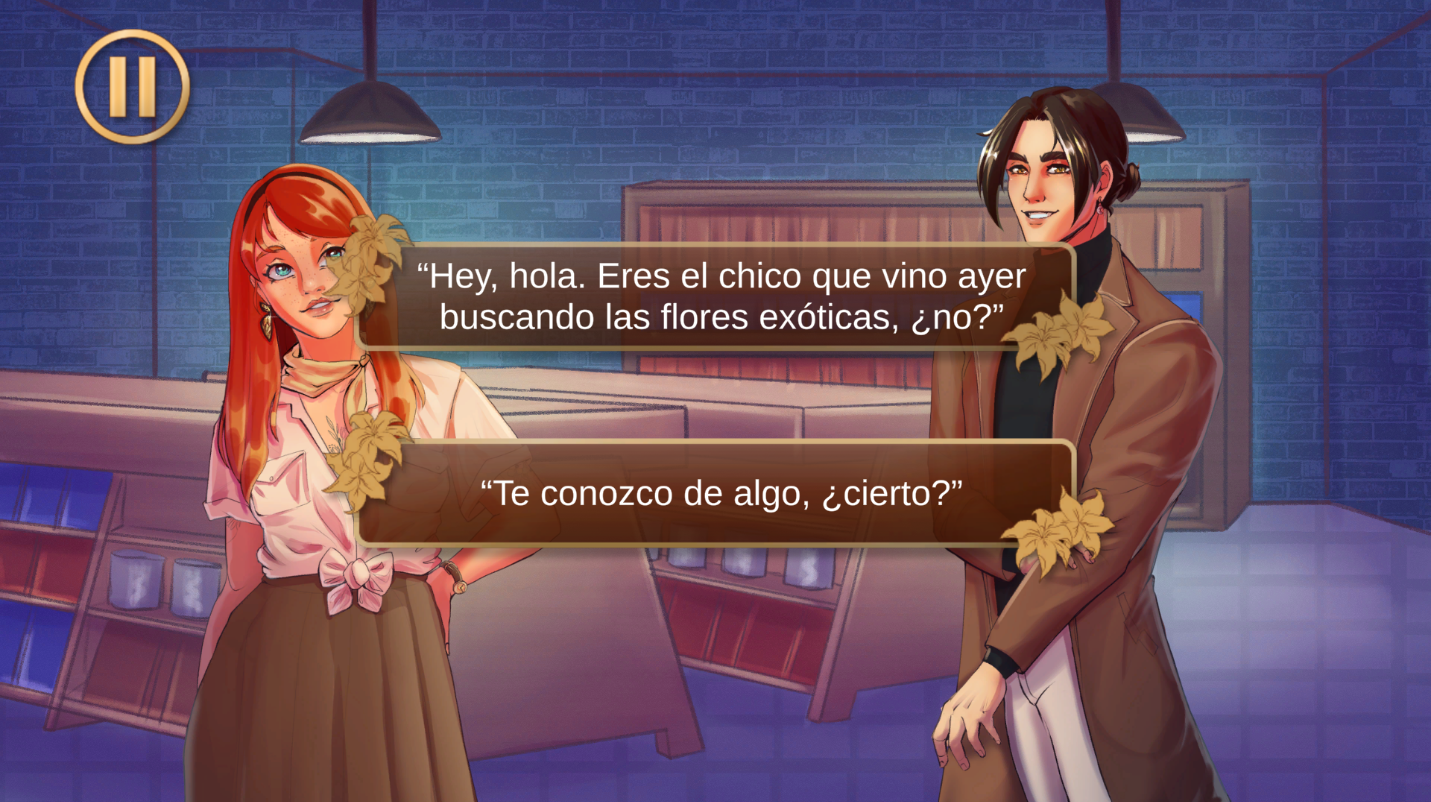 “Hey, hola. Eres el chico que vino ayer
buscando las flores exóticas, ¿no?”
“Te conozco de algo, ¿cierto?”